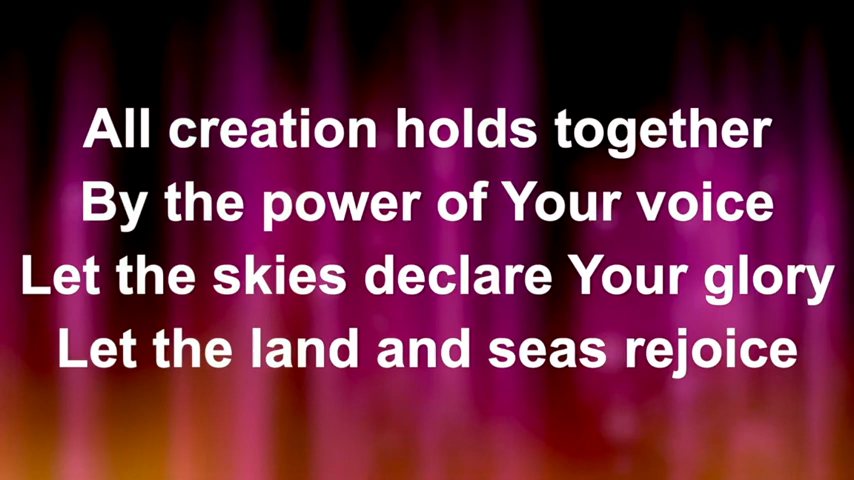 All creation holds together
By the power of Your voice
Let the skies declare Your glory
Let the land and seas rejoice